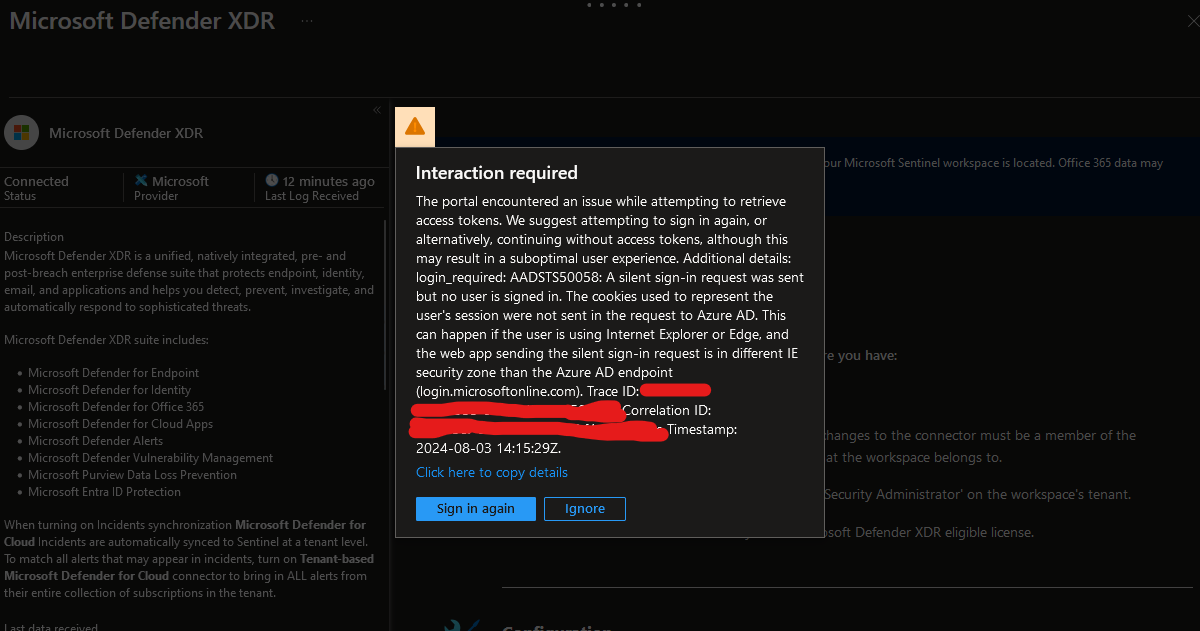 Microsoft Defender XDR ...
Microsoft Defender XDR
Connected
Status
Microsoft
Provider
12 minutes ago
Last Log Received
Description
Microsoft Defender XDR is a unified, natively integrated, pre- and
post-breach enterprise defense suite that protects endpoint, identity,
email, and applications and helps you detect, prevent, investigate, and
automatically respond to sophisticated threats.
Microsoft Defender XDR suite includes:
• Microsoft Defender for Endpoint
• Microsoft Defender for Identity
• Microsoft Defender for Office 365
• Microsoft Defender for Cloud Apps
• Microsoft Defender Alerts
• Microsoft Defender Vulnerability Management
• Microsoft Purview Data Loss Prevention
• Microsoft Entra ID Protection
When turning on Incidents synchronization Microsoft Defender for
Cloud Incidents are automatically synced to Sentinel at a tenant level.
To match all alerts that may appear in incidents, turn on Tenant-based
Microsoft Defender for Cloud connector to bring in ALL alerts from
their entire collection of subscriptions in the tenant.
Last data received
Interaction required
The portal encountered an issue while attempting to retrieve
access tokens. We suggest attempting to sign in again, or
alternatively, continuing without access tokens, although this
may result in a suboptimal user experience. Additional details:
login_required: AADSTS50058: A silent sign-in request was sent
but no user is signed in. The cookies used to represent the
user's session were not sent in the request to Azure AD. This
can happen if the user is using Internet Explorer or Edge, and
the web app sending the silent sign-in request is in different IE
security zone than the Azure AD endpoint
(login.microsoftonline.com). Trace ID:
Correlation ID:
Timestamp:
2024-08-03 14:15:29Z.
Click here to copy details
Sign in again
Ignore
our Microsoft Sentinel workspace is located. Office 365 data may
re you have:
changes to the connector must be a member of the
at the workspace belongs to.
Security Administrator' on the workspace's tenant.
osoft Defender XDR eligible license.
Configuration